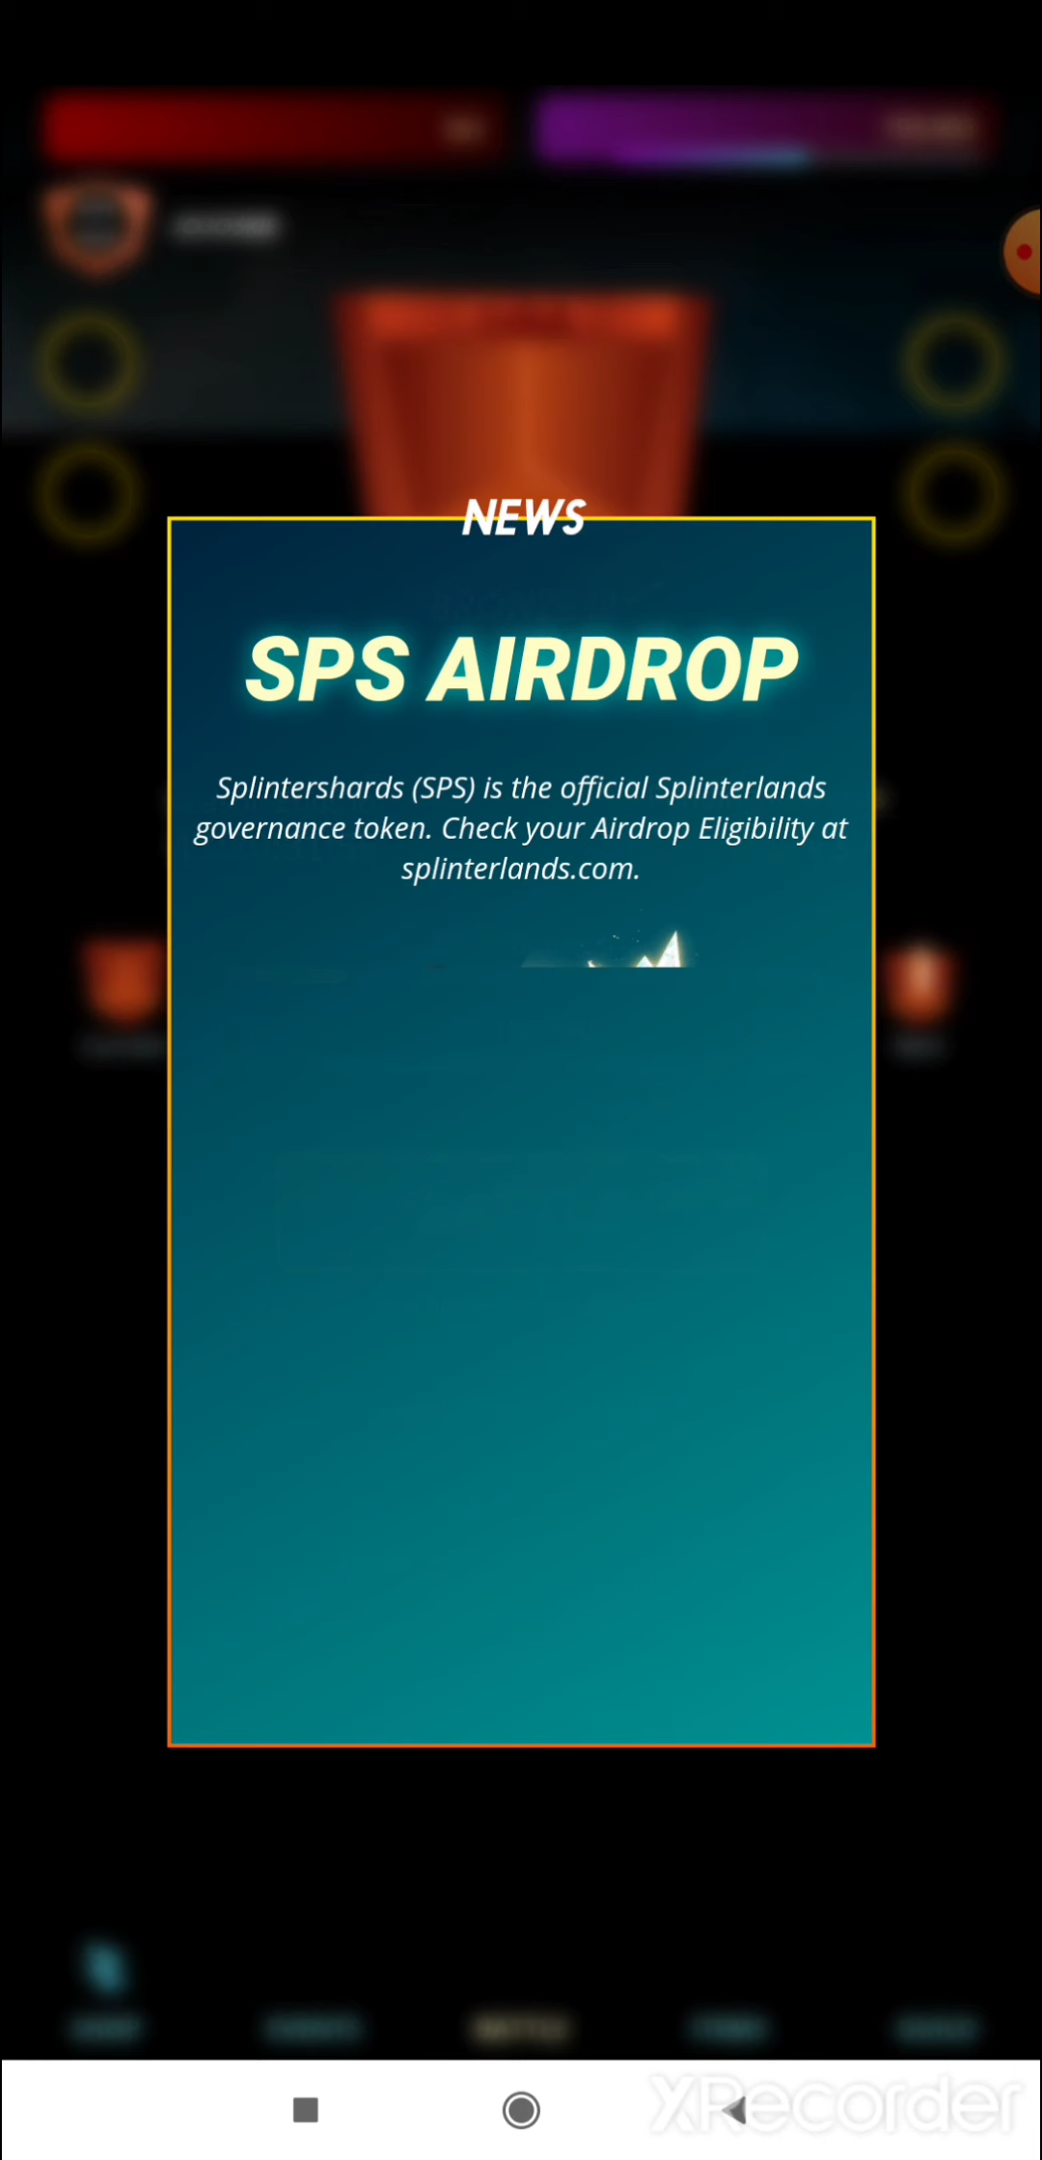 NEWS
SPS AIRDROP
Splintershards (SPS) is the official Splinterlands
governance token. Check your Airdrop Eligibility at
splinterlands.com.
BATTLE
XRecorder